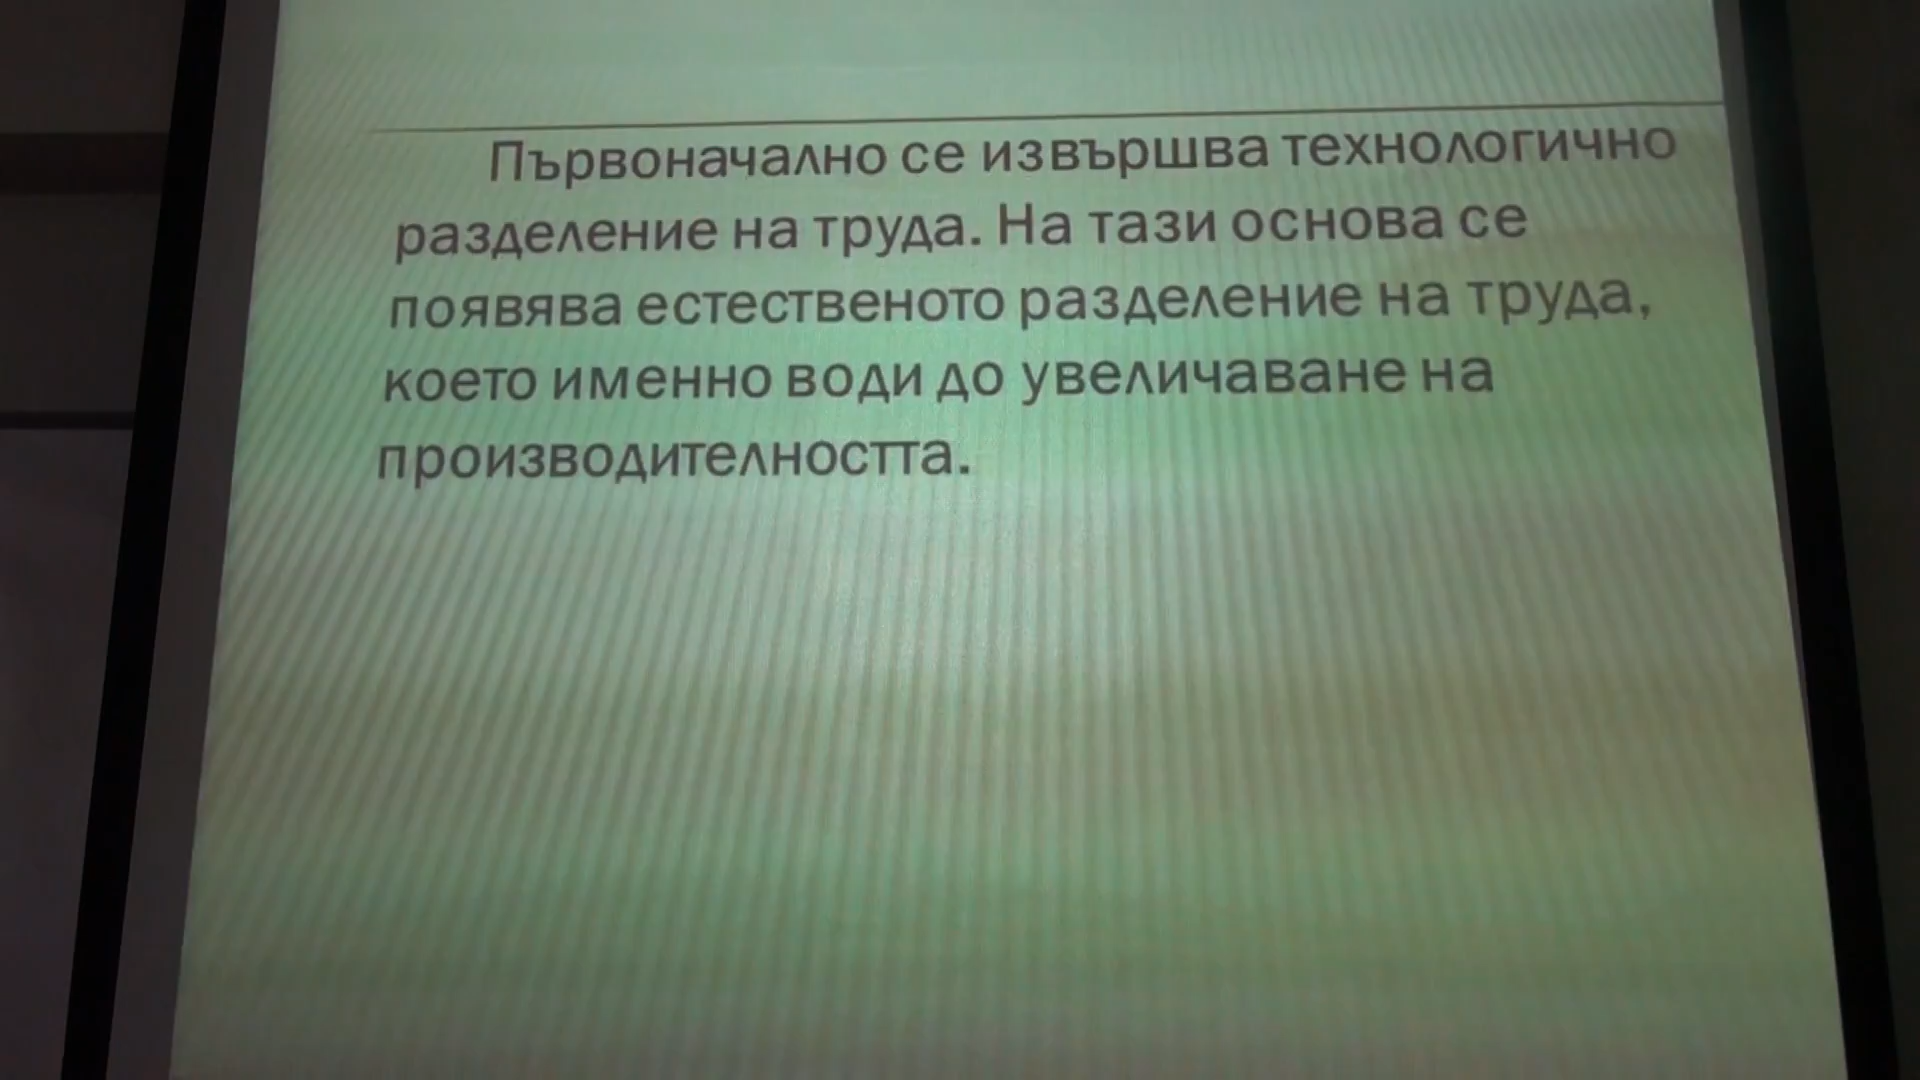 Първоначално се извършва технологично
разделение на труда. На тази основа се
появява естественото разделение на труда,
което именно води до увеличаване на
производителността.